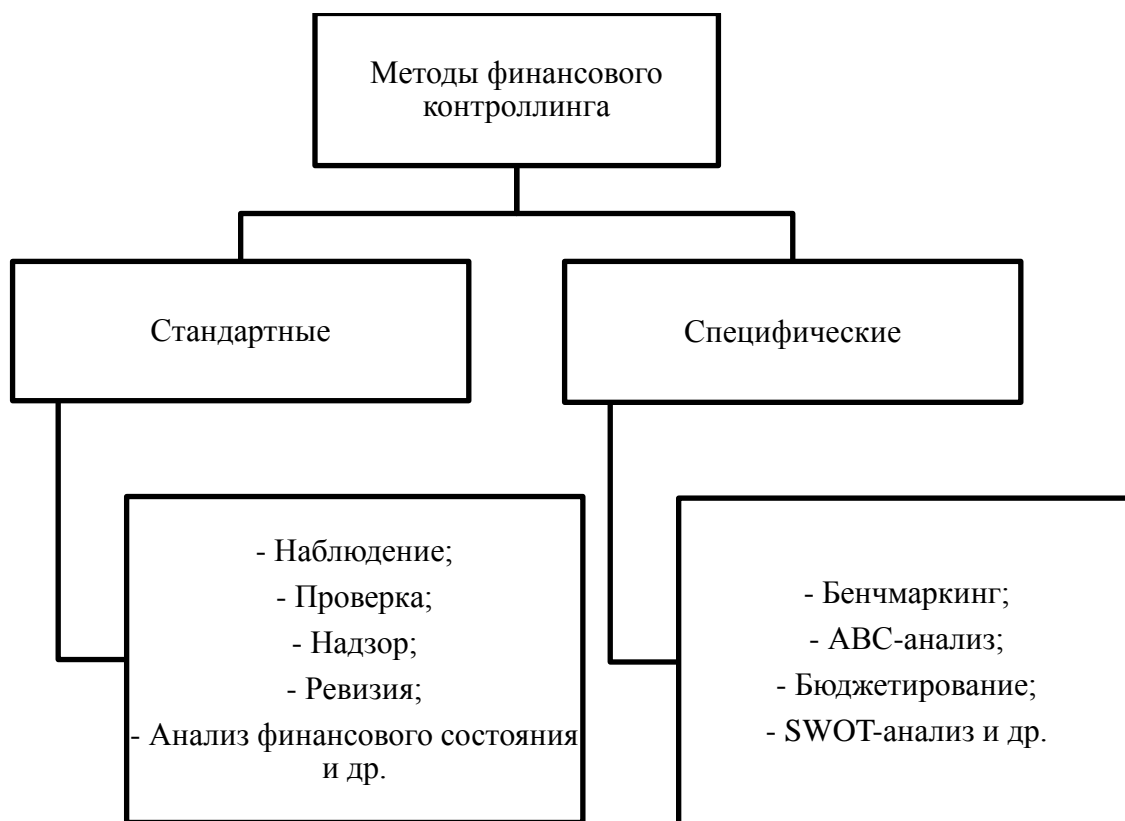 Методы финансового
контроллинга
Стандартные
Специфические
- Наблюдение;
- Проверка;
- Надзор;
- Ревизия;
- Анализ финансового состояния
и др.
- Бенчмаркинг;
- ABC-анализ;
- Бюджетирование;
- SWOT-анализ и др.